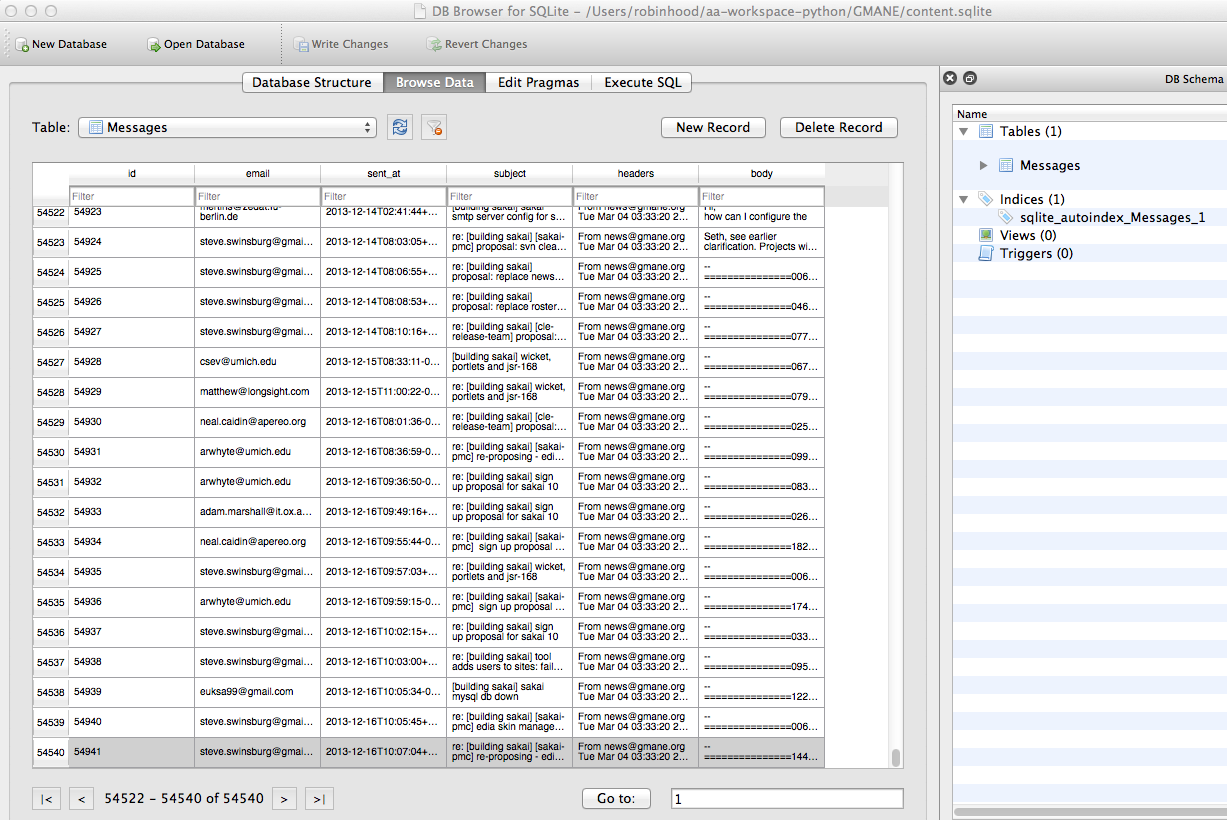 DB Browser for SQLite - /Users/robinhood/aa-workspace-python/GMANE/content.sqlite
New Database Open Database Write Changes Revert Changes
Database Structure Browse Data Edit Pragmas Execute SQL
Table: Messages New Record Delete Record
id email sent_at subject headers body
Filter Filter Filter Filter Filter Filter
54522 54923 berlin.de 2013-12-14T02:41:44+... smtp server config for s... Tue Mar 04 03:33:20 2... how can I configure the
54523 54924 steve.swinsburg@gmai... 2013-12-14T08:03:05+... re: [building sakai] [sakai- From news@gmane.org Seth, see earlier
pmc] proposal: svn clea... Tue Mar 04 03:33:20 2... clarification. Projects wi...
54524 54925 steve.swinsburg@gmai... 2013-12-14T08:06:55+... re: [building sakai] From news@gmane.org --
proposal: replace news... Tue Mar 04 03:33:20 2... ===============006...
54525 54926 steve.swinsburg@gmai... 2013-12-14T08:08:53+... re: [building sakai] From news@gmane.org --
proposal: replace roster... Tue Mar 04 03:33:20 2... ===============046...
54526 54927 steve.swinsburg@gmai... 2013-12-14T08:10:16+... re: [building sakai] [cle- From news@gmane.org --
release-team] proposal:... Tue Mar 04 03:33:20 2... ===============077...
54527 54928 csev@umich.edu 2013-12-15T08:33:11-0... [building sakai] wicket, From news@gmane.org --
portlets and jsr-168 Tue Mar 04 03:33:20 2... ===============067...
54528 54929 matthew@longsight.com 2013-12-15T11:00:22-0... re: [building sakai] wicket, From news@gmane.org --
portlets and jsr-168 Tue Mar 04 03:33:20 2... ===============079...
54529 54930 neal.caidin@apereo.org 2013-12-16T08:01:36-0... re: [building sakai] [cle- From news@gmane.org --
release-team] proposal:... Tue Mar 04 03:33:20 2... ===============025...
54530 54931 arwhyte@umich.edu 2013-12-16T08:36:59-0... re: [building sakai] [sakai- From news@gmane.org --
pmc] re-proposing - edi... Tue Mar 04 03:33:20 2... ===============099...
54531 54932 arwhyte@umich.edu 2013-12-16T09:36:50-0... re: [building sakai] sign From news@gmane.org --
up proposal for sakai 10 Tue Mar 04 03:33:20 2... ===============083...
54532 54933 adam.marshall@it.ox.a... 2013-12-16T09:49:16+... re: [building sakai] sign From news@gmane.org --
up proposal for sakai 10 Tue Mar 04 03:33:20 2... ===============026...
54533 54934 neal.caidin@apereo.org 2013-12-16T09:55:44-0... re: [building sakai] [sakai- From news@gmane.org --
pmc] sign up proposal ... Tue Mar 04 03:33:20 2... ===============182...
54534 54935 steve.swinsburg@gmai... 2013-12-16T09:57:03+... re: [building sakai] wicket, From news@gmane.org --
portlets and jsr-168 Tue Mar 04 03:33:20 2... ===============006...
54535 54936 arwhyte@umich.edu 2013-12-16T09:59:15-0... re: [building sakai] [sakai- From news@gmane.org --
pmc] sign up proposal ... Tue Mar 04 03:33:20 2... ===============174...
54536 54937 steve.swinsburg@gmai... 2013-12-16T10:02:15+... re: [building sakai] sign From news@gmane.org --
up proposal for sakai 10 Tue Mar 04 03:33:20 2... ===============033...
54537 54938 steve.swinsburg@gmai... 2013-12-16T10:03:00+... re: [building sakai] tool From news@gmane.org --
adds users to sites: fail... Tue Mar 04 03:33:20 2... ===============095...
54538 54939 euksa99@gmail.com 2013-12-16T10:05:34-0... [building sakai] sakai From news@gmane.org --
mysql db down Tue Mar 04 03:33:20 2... ===============122...
54539 54940 steve.swinsburg@gmai... 2013-12-16T10:05:45+... re: [building sakai] [sakai- From news@gmane.org --
pmc] edia skin manage... Tue Mar 04 03:33:20 2... ===============006...
54540 54941 steve.swinsburg@gmai... 2013-12-16T10:07:04+... re: [building sakai] [sakai- From news@gmane.org --
pmc] re-proposing - edi... Tue Mar 04 03:33:20 2... ===============144...
|< < 54522 - 54540 of 54540 > >| Go to: 1
DB Schema
Name
Tables (1)
Messages
Indices (1)
sqlite_autoindex_Messages_1
Views (0)
Triggers (0)